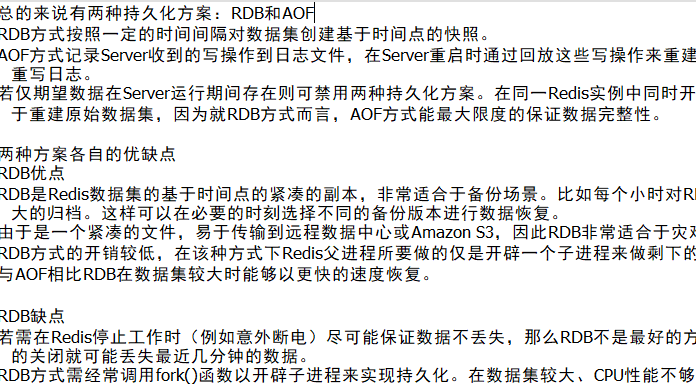 总的来说有两种持久化方案：RDB和AOF
RDB方式按照一定的时间间隔对数据集创建基于时间点的快照。
AOF方式记录Server收到的写操作到日志文件，在Server重启时通过回放这些写操作来重建
重写日志。
若仅期望数据在Server运行期间存在则可禁用两种持久化方案。在同一Redis实例中同时开
于重建原始数据集，因为就RDB方式而言，AOF方式能最大限度的保证数据完整性。
两种方案各自的优缺点
RDB优点
RDB是Redis数据集的基于时间点的紧凑的副本，非常适合于备份场景。比如每个小时对RD
大的归档。这样可以在必要的时刻选择不同的备份版本进行数据恢复。
由于是一个紧凑的文件，易于传输到远程数据中心或Amazon S3，因此RDB非常适合于灾难
RDB方式的开销较低，在该种方式下Redis父进程所要做的仅是开辟一个子进程来做剩下的
与AOF相比RDB在数据集较大时能够以更快的速度恢复。
RDB缺点
若需在Redis停止工作时（例如意外断电）尽可能保证数据不丢失，那么RDB不是最好的方
的关闭就可能丢失最近几分钟的数据。
RDB方式需经常调用fork()函数以开辟子进程来实现持久化。在数据集较大、CPU性能不够